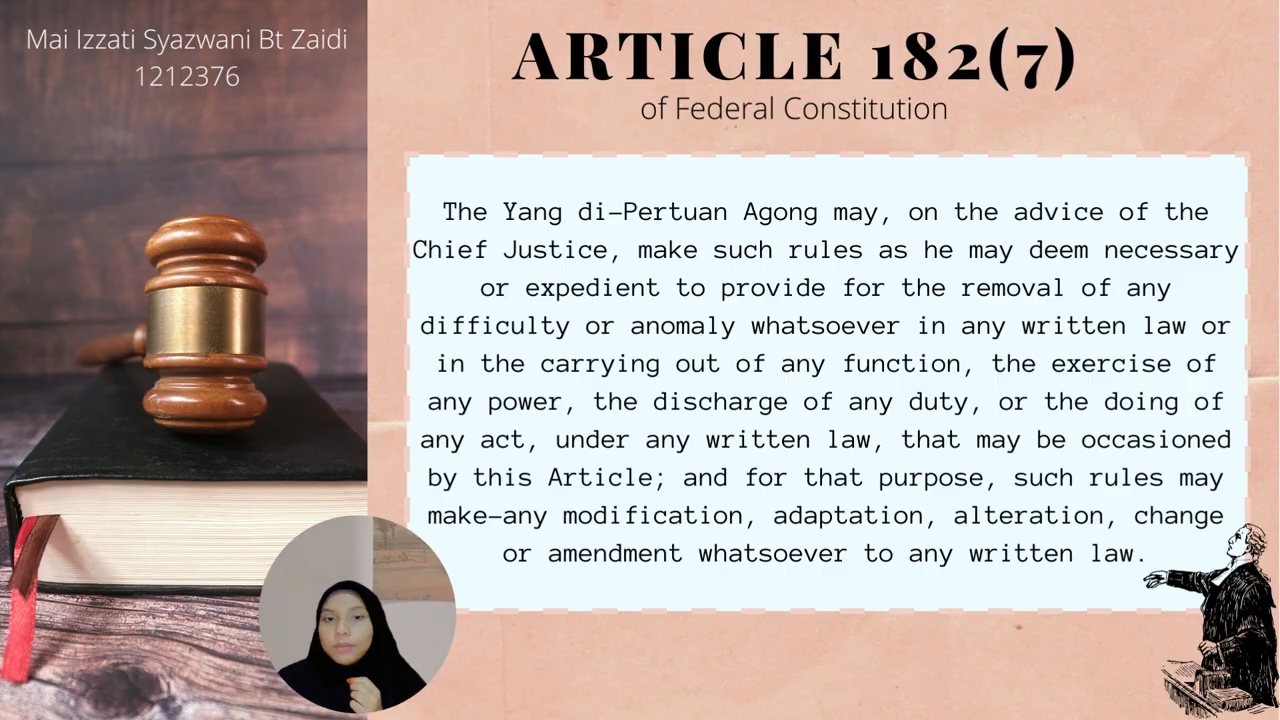 Mai Izzati Syazwani Bt Zaidi
1212376
ARTICLE 182(7)
of Federal Constitution
The Yang di-Pertuan Agong may, on the advice of the
Chief Justice, make such rules as he may deem necessary
or expedient to provide for the removal of any
difficulty or anomaly whatsoever in any written law or
in the carrying out of any function, the exercise of
any power, the discharge of any duty, or the doing of
any act, under any written law, that may be occasioned
by this Article; and for that purpose, such rules may
make-any modification, adaptation, alteration, change
or amendment whatsoever to any written law.